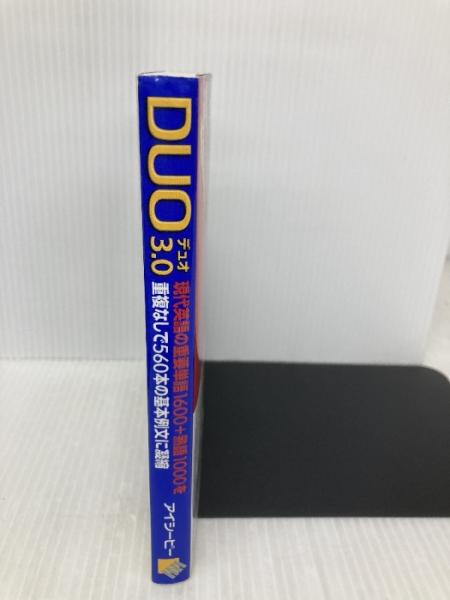 DUO
デュオ
3.0
現代英語の重要単語1600+熟語1000を
重複なしで560本の基本例文に凝縮
アイシーピー